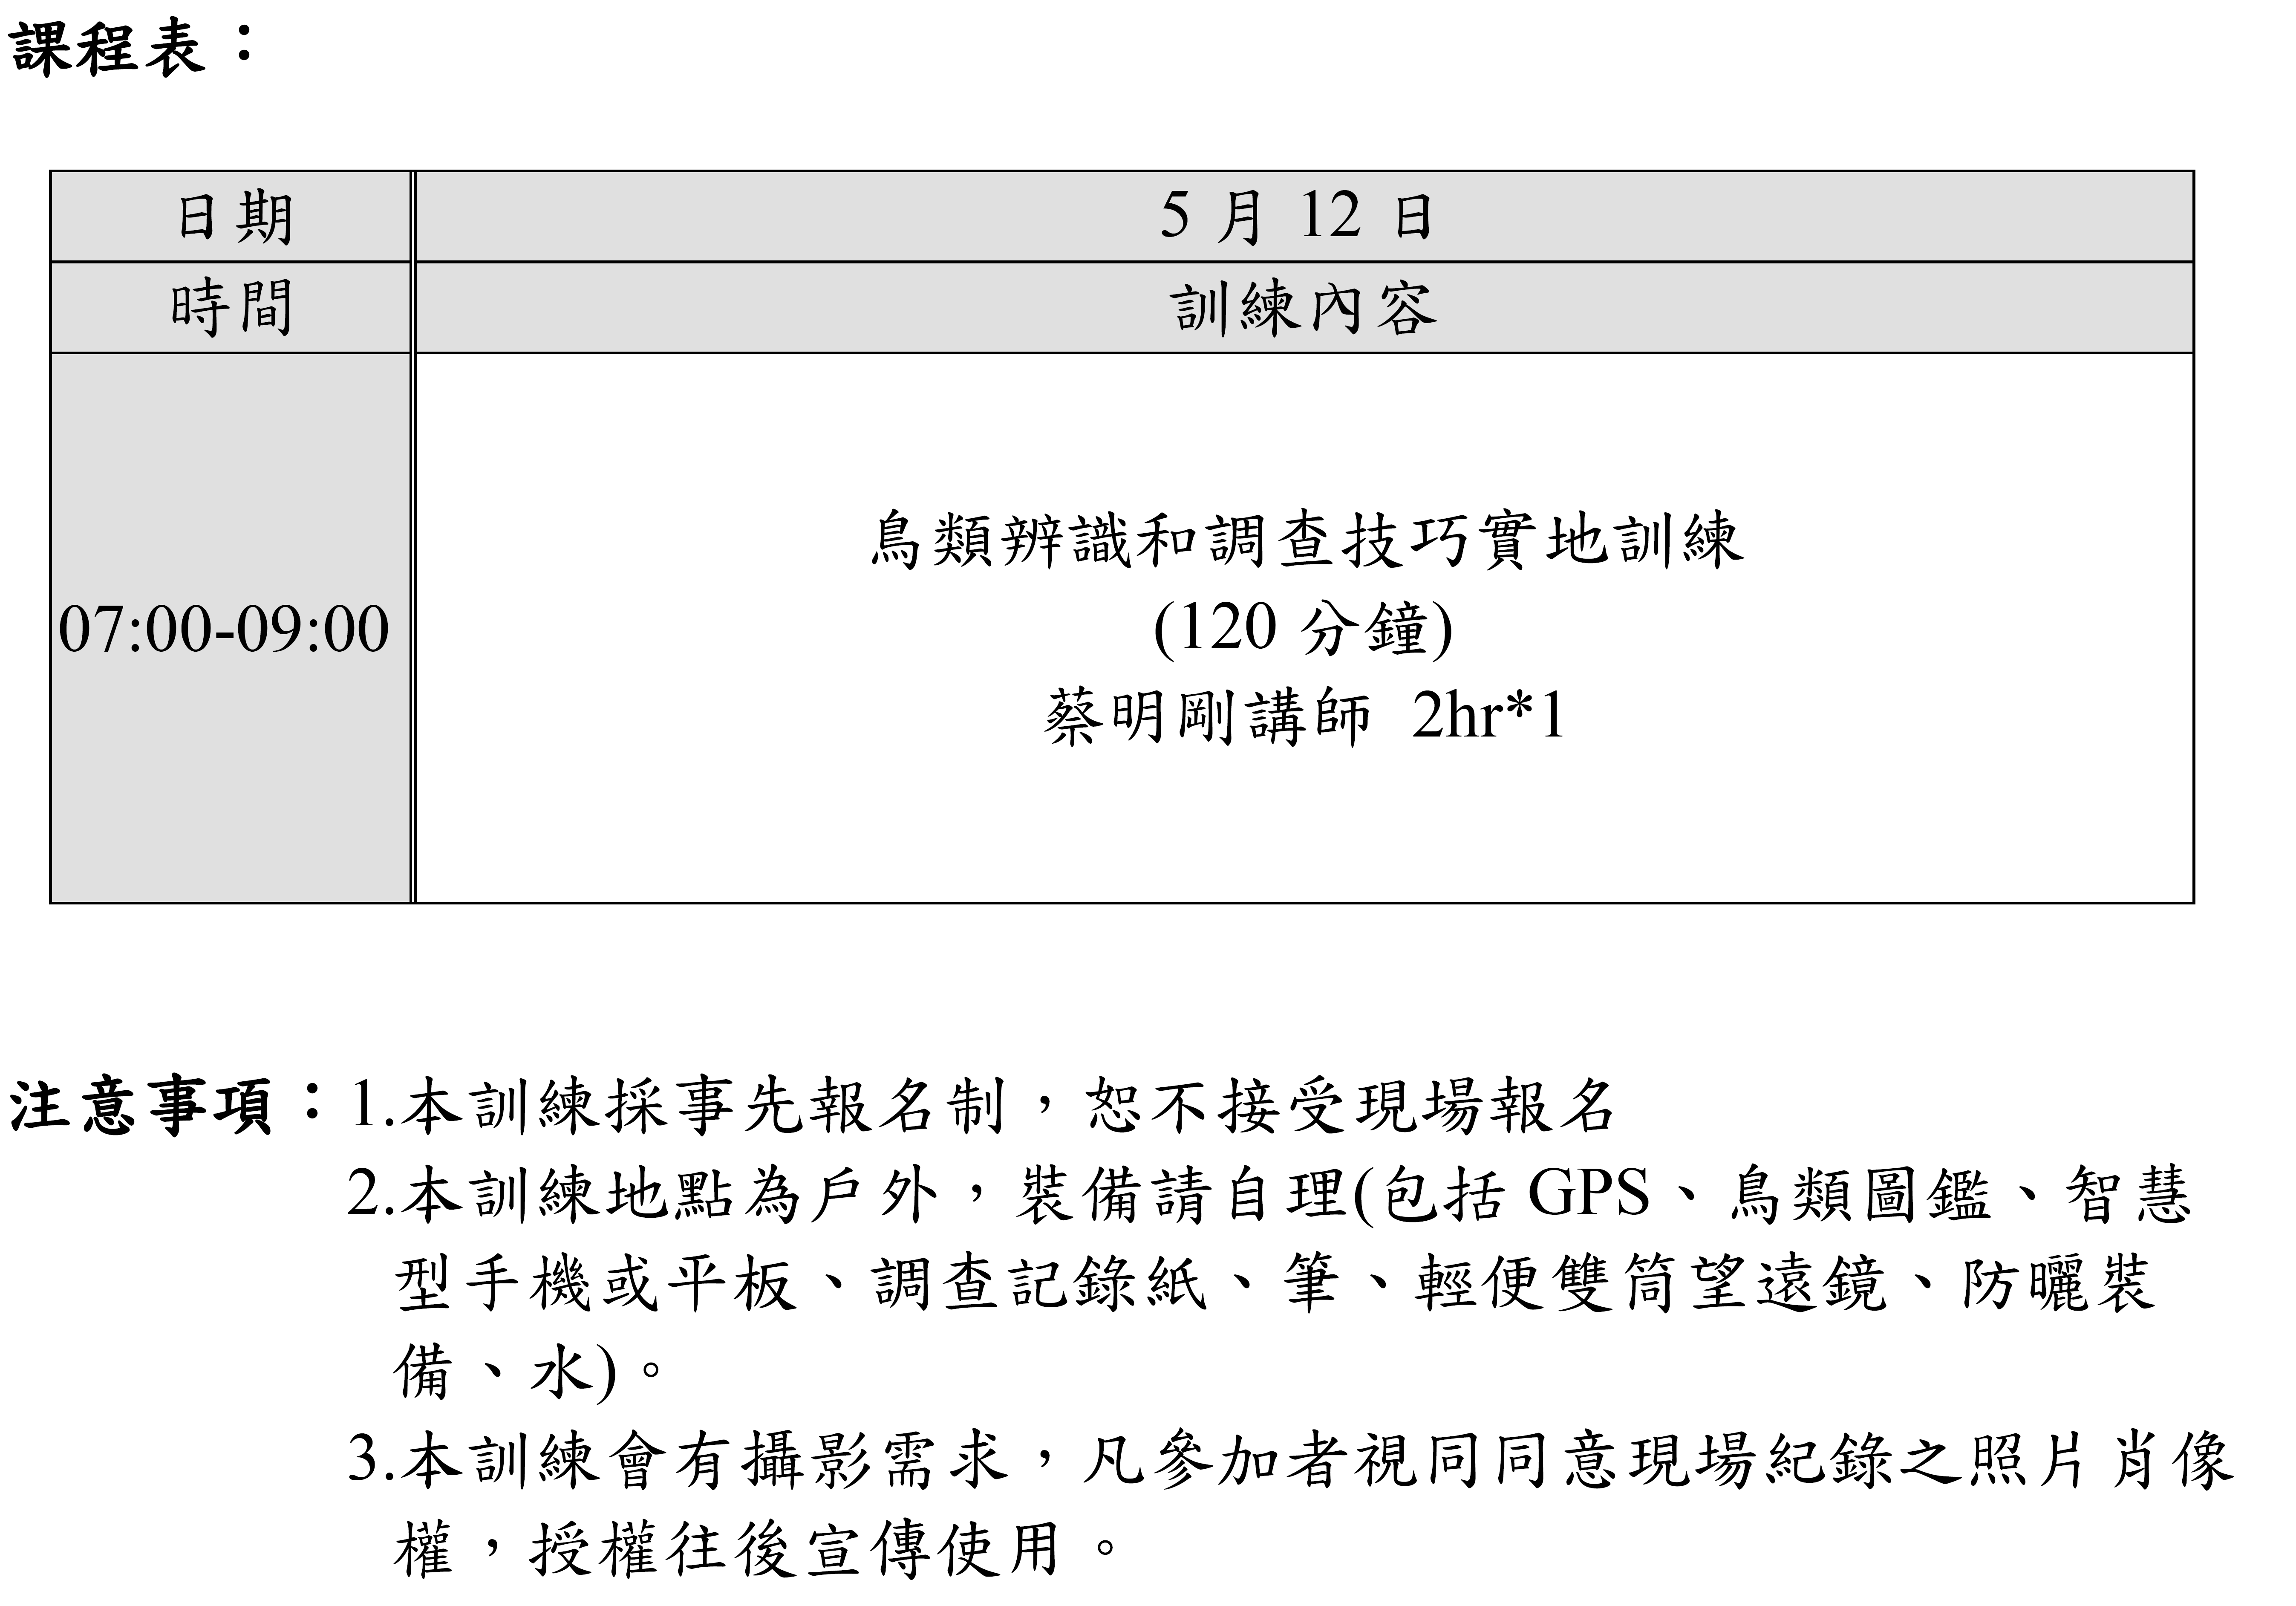 課程表：
日期 5 月 12 日
時間 訓練內容
07:00-09:00
鳥類辨識和調查技巧實地訓練
(120 分鐘)
蔡明剛講師 2hr*1
注意事項：1.本訓練採事先報名制，恕不接受現場報名
2.本訓練地點為戶外，裝備請自理(包括 GPS、鳥類圖鑑、智慧
型手機或平板、調查記錄紙、筆、輕便雙筒望遠鏡、防曬裝
備、水)。
3.本訓練會有攝影需求，凡參加者視同同意現場紀錄之照片肖像
權，授權往後宣傳使用。